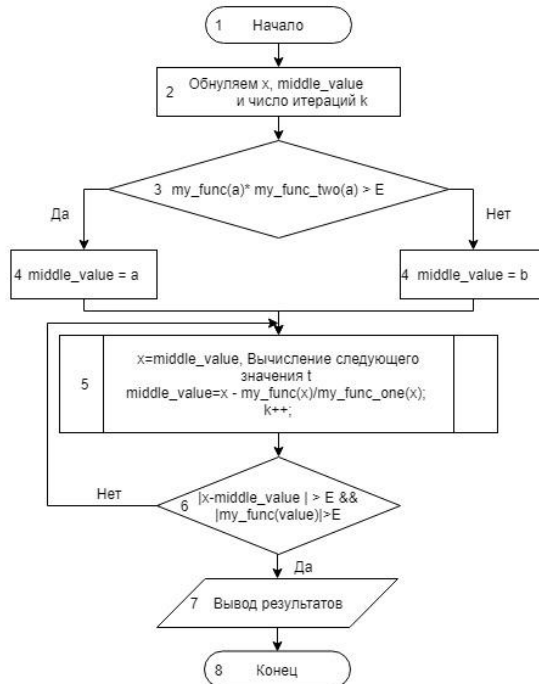 1 Начало
2 Обнуляем x, middle_value
и число итераций k
3 my_func(a)* my_func_two(a) > E
Да
Нет
4 middle_value = a
4 middle_value = b
5
x=middle_value, Вычисление следующего
значения t
middle_value=x - my_func(x)/my_func_one(x);
k++;
Нет
6 |x-middle_value | > E &&
|my_func(value)|>E
Да
7 Вывод результатов
8 Конец